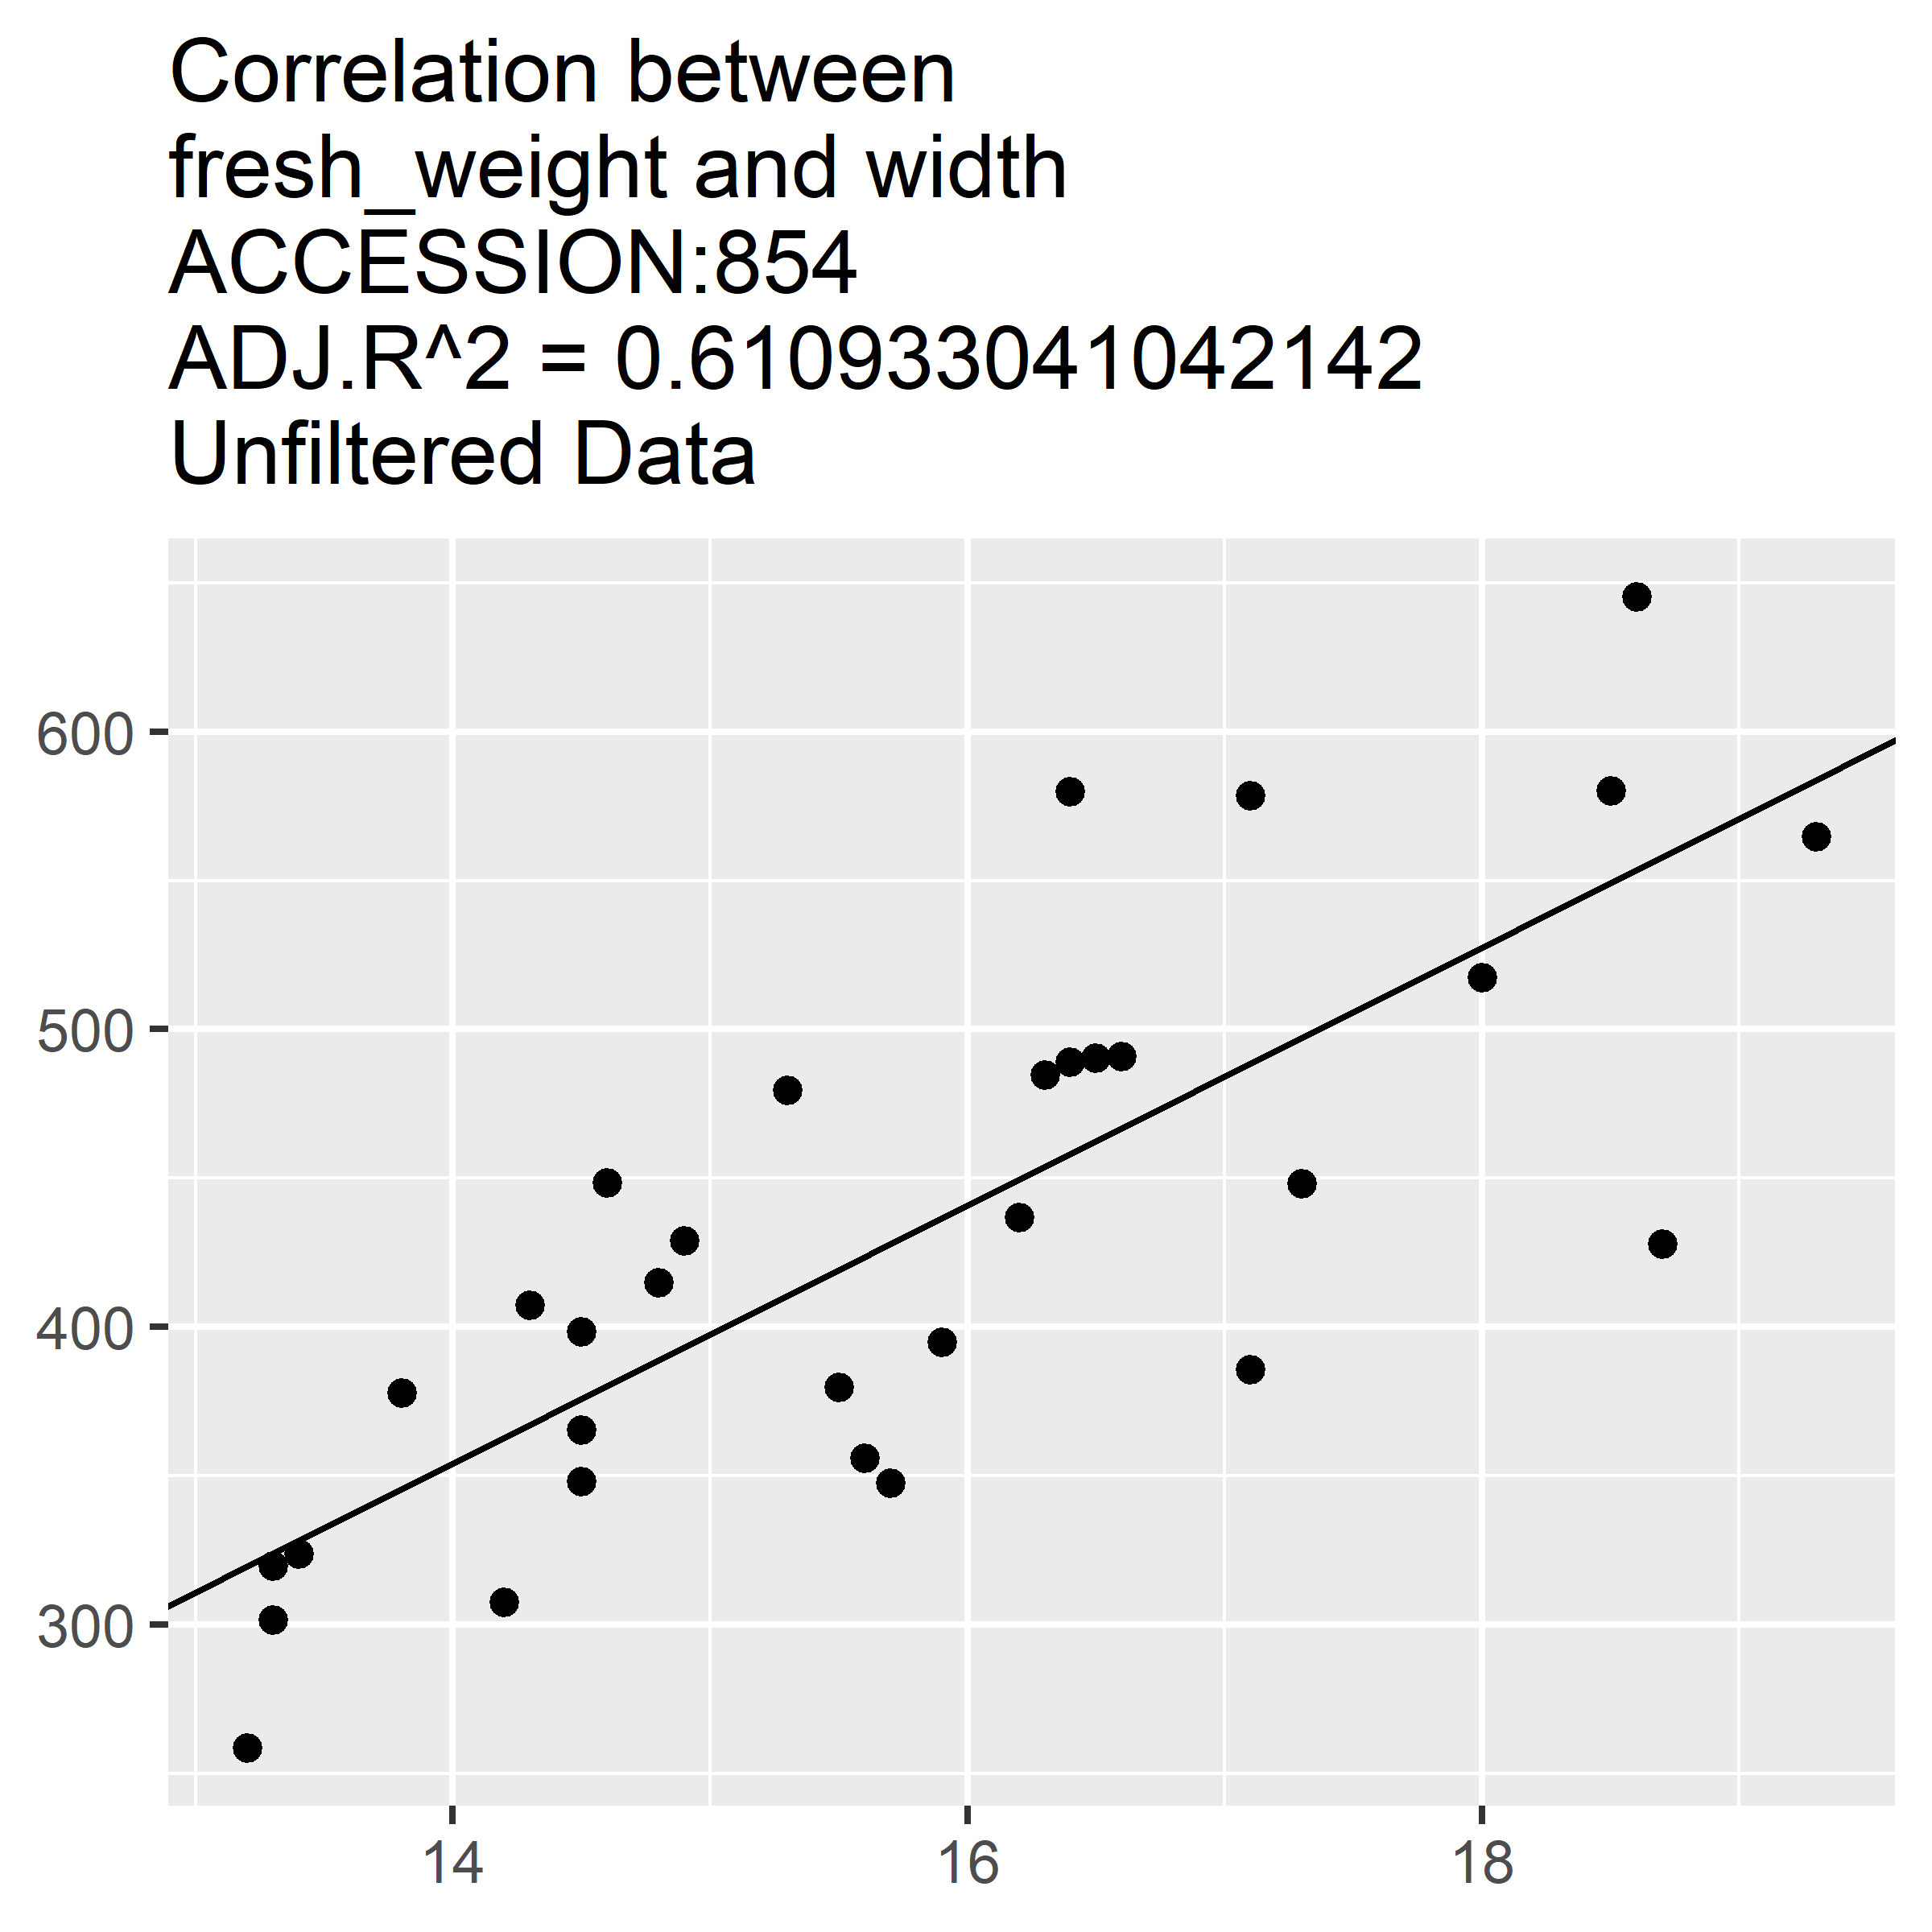 Correlation between
fresh_weight and width
ACCESSION:854
ADJ.R^2 = 0.610933041042142
Unfiltered Data
600
500
400
300
14 16 18